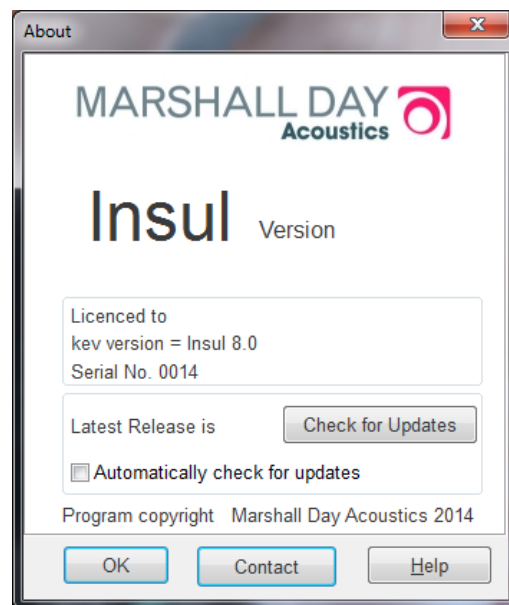 About
MARSHALL DAY
Acoustics
Insul Version
Licenced to
key version = Insul 8.0
Serial No. 0014
Latest Release is Check for Updates
Automatically check for updates
Program copyright Marshall Day Acoustics 2014
OK Contact Help